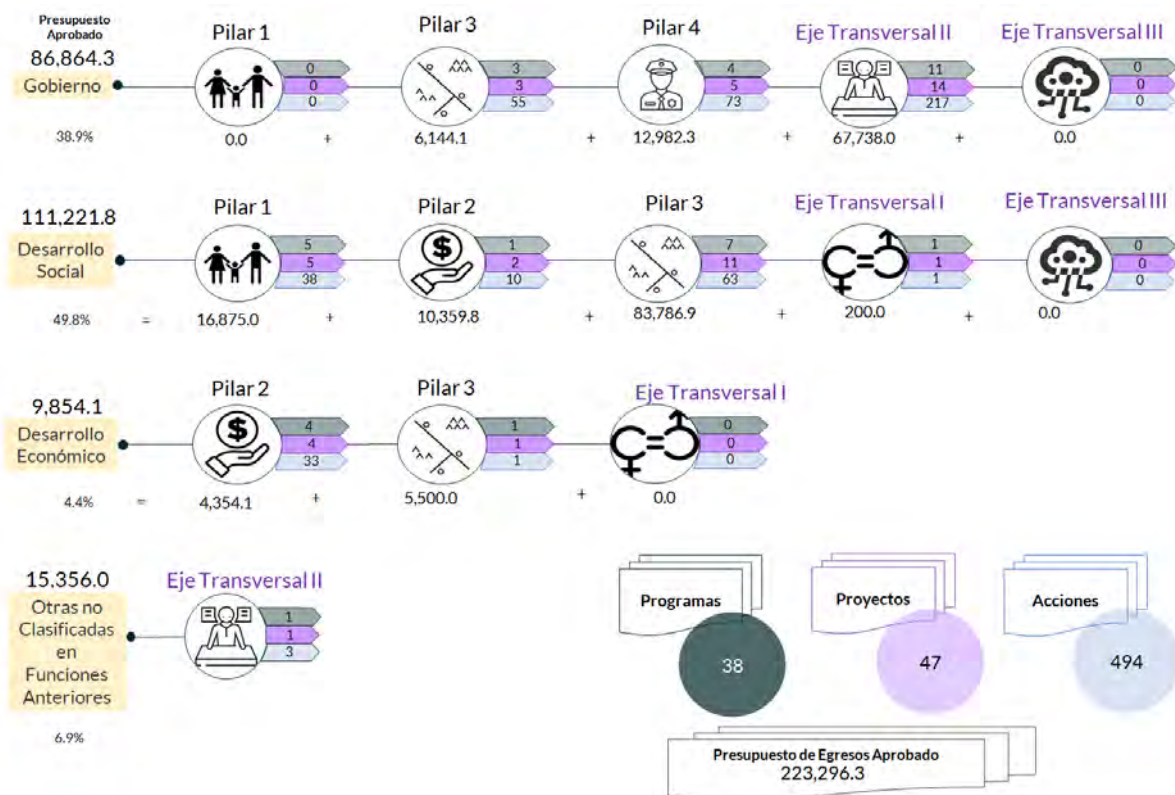 Presupuesto
Aprobado
86,864.3
Gobierno
38.9%
Pilar 1
0
0
0
0.0
+
Pilar 3
3
3
55
6,144.1
+
Pilar 4
4
5
73
12,982.3
+
Eje Transversal II
11
14
217
67,738.0
+
Eje Transversal III
0
0
0
0.0
111,221.8
Desarrollo
Social
49.8%
=
Pilar 1
5
5
38
16,875.0
+
Pilar 2
$
1
2
10
10,359.8
+
Pilar 3
7
11
63
83,786.9
+
Eje Transversal I
1
1
1
200.0
+
Eje Transversal III
0
0
0
0.0
9,854.1
Desarrollo
Económico
4.4%
=
Pilar 2
$
4
4
33
4,354.1
+
Pilar 3
1
1
1
5,500.0
+
Eje Transversal I
0
0
0
0.0
15,356.0
Otras no
Clasificadas
en
Funciones
Anteriores
6.9%
Eje Transversal II
1
1
3
Programas
38
Proyectos
47
Acciones
494
Presupuesto de Egresos Aprobado
223,296.3